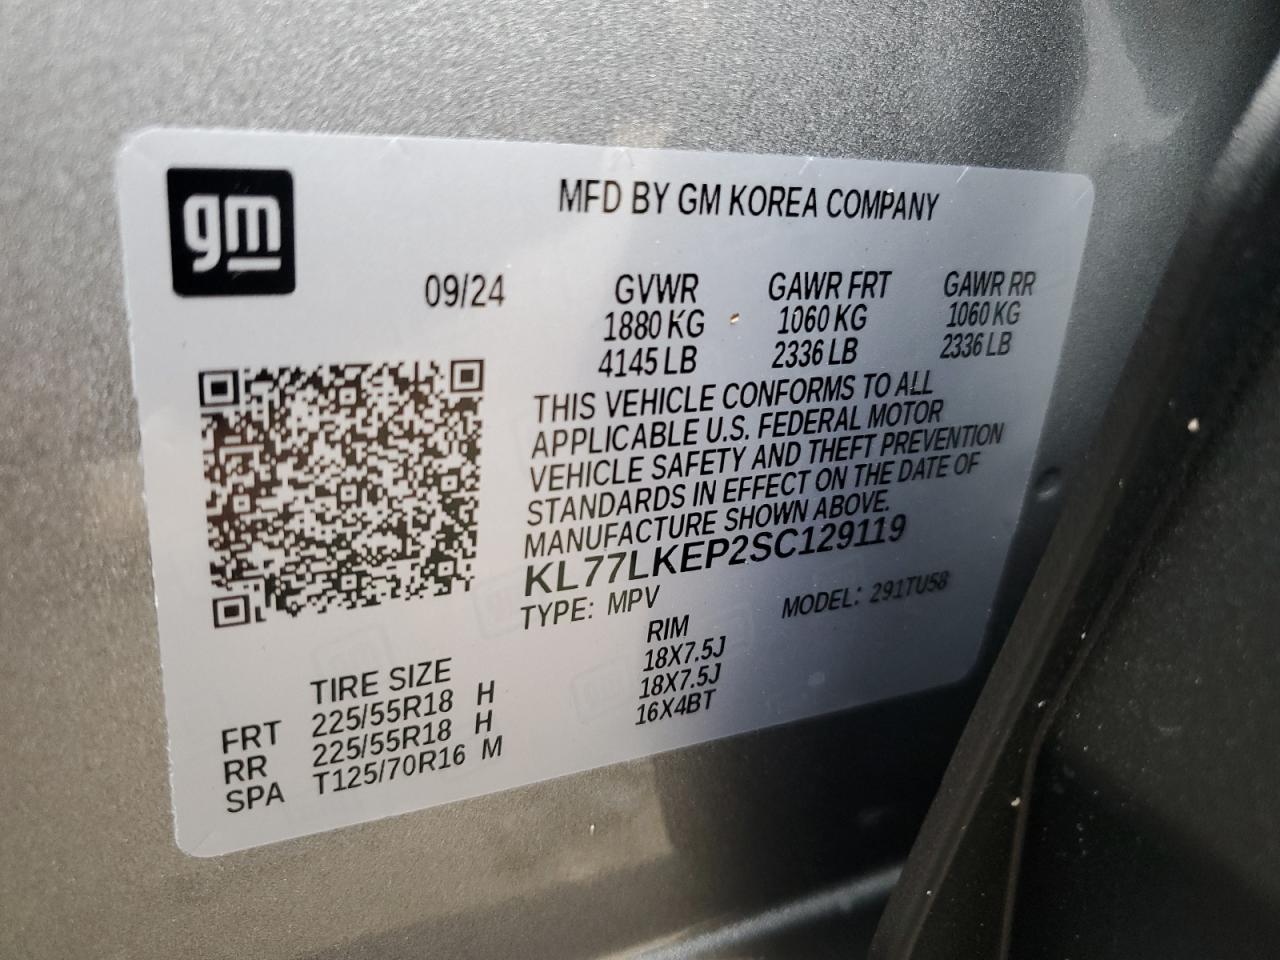 gm
MFD BY GM KOREA COMPANY
09/24
GVWR GAWR FRT GAWR RR
1880 KG 1060 KG 1060 KG
4145 LB 2336 LB 2336 LB
THIS VEHICLE CONFORMS TO ALL
APPLICABLE U.S. FEDERAL MOTOR
VEHICLE SAFETY AND THEFT PREVENTION
STANDARDS IN EFFECT ON THE DATE OF
MANUFACTURE SHOWN ABOVE.
KL77LKEP2SC129119
TYPE: MPV MODEL: 291TU58
TIRE SIZE RIM
FRT 225/55R18 H 18X7.5J
RR 225/55R18 H 18X7.5J
SPA T125/70R16 M 16X4BT